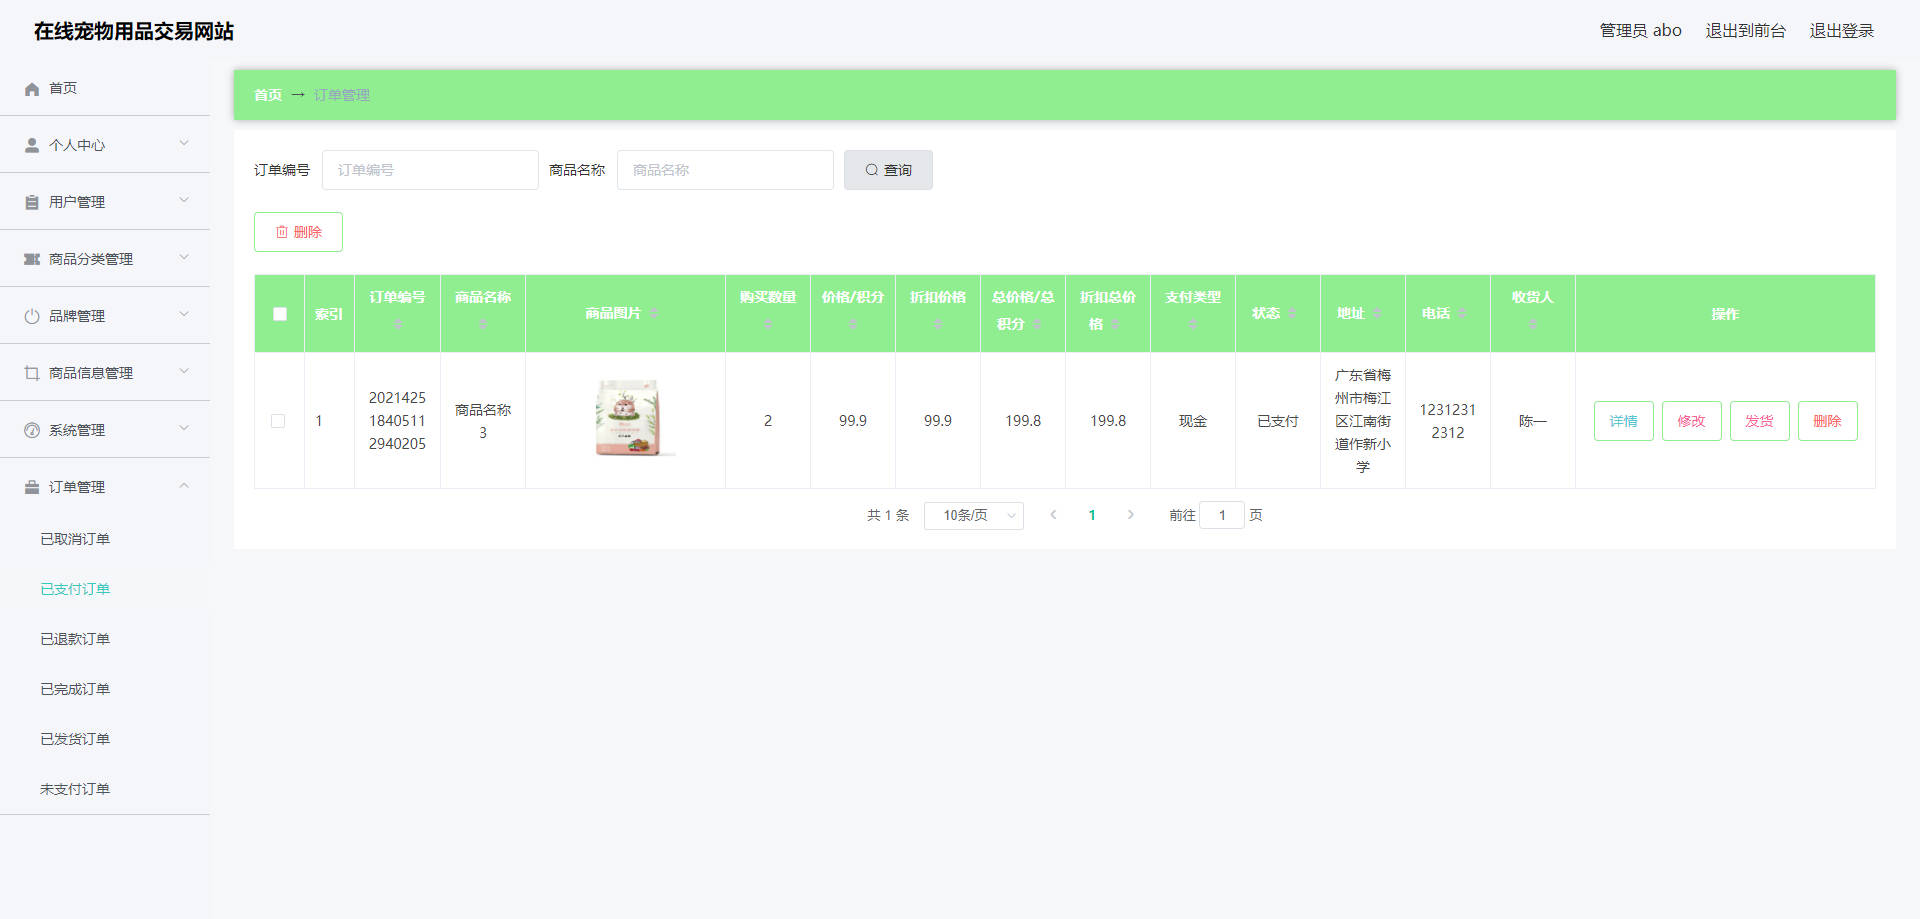 在线宠物用品交易网站
管理员 abo 退出到前台 退出登录
首页
个人中心
用户管理
商品分类管理
品牌管理
商品信息管理
系统管理
订单管理
已取消订单
已支付订单
已退款订单
已完成订单
已发货订单
未支付订单
首页 → 订单管理
订单编号 订单编号 商品名称 商品名称 查询
删除
索引 订单编号 商品名称 商品图片 购买数量 价格/积分 折扣价格 总价格/总积分 折扣总价格 支付类型 状态 地址 电话 收货人 操作
1 202142518405112940205 商品名称3 2 99.9 99.9 199.8 199.8 现金 已支付 广东省梅州市梅江区江南街道作新小学 12312312312 陈一 详情 修改 发货 删除
共 1 条 10条/页 1 前往 1 页